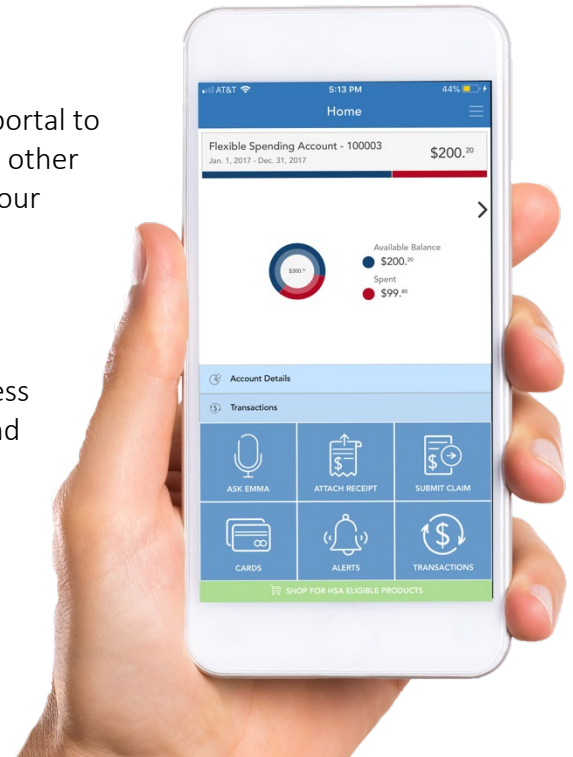 portal to
other
our
ess
nd
AT&T 5:13 PM 44%
Home
Flexible Spending Account - 100003 $200.20
Jan. 1, 2017 - Dec. 31, 2017
Available Balance
$200.20
Spent
$99.80
Account Details
Transactions
ASK EMMA ATTACH RECEIPT SUBMIT CLAIM
CARDS ALERTS TRANSACTIONS
SHOP FOR HSA ELIGIBLE PRODUCTS